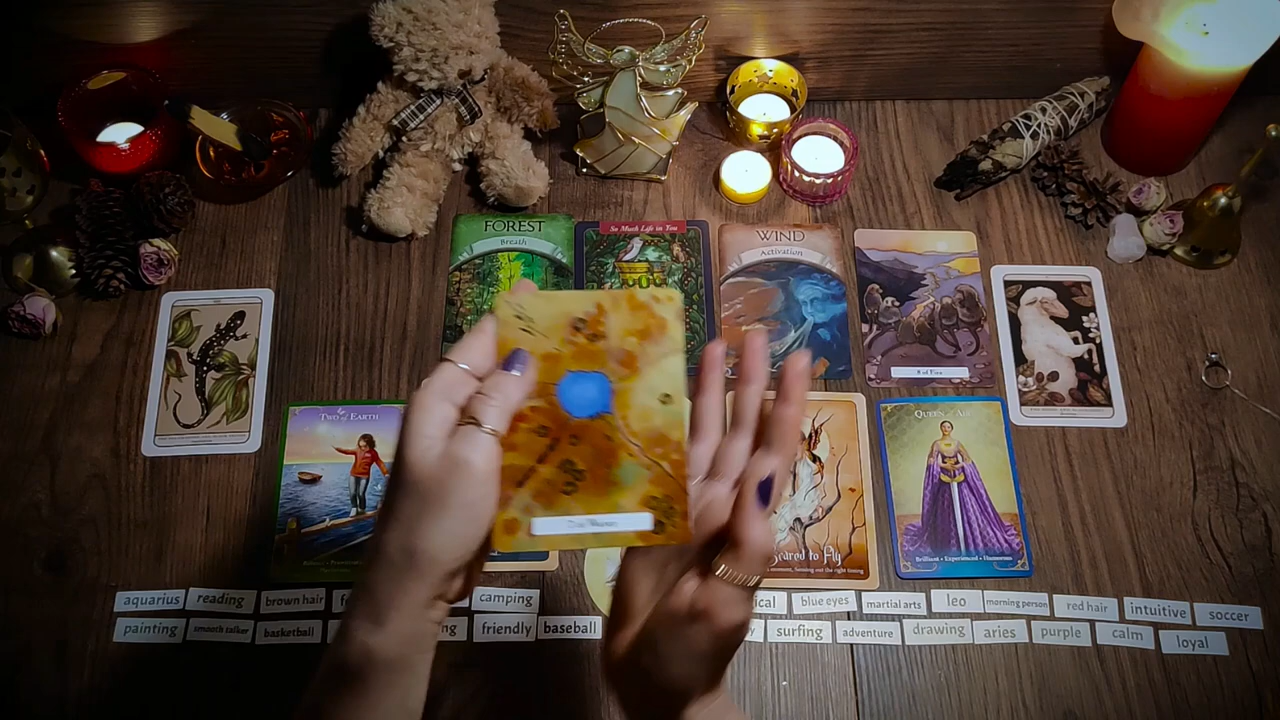 FOREST
Breath
So Much Life in You
WIND
Activation
8 of Fire
TWO of EARTH
Scared to Fly
QUEEN of AIR
Brilliant • Experienced • Humorous
aquarius
reading
brown hair
camping
blue eyes
martial arts
leo
morning person
red hair
intuitive
soccer
painting
smooth talker
basketball
friendly
baseball
surfing
adventure
drawing
aries
purple
calm
loyal